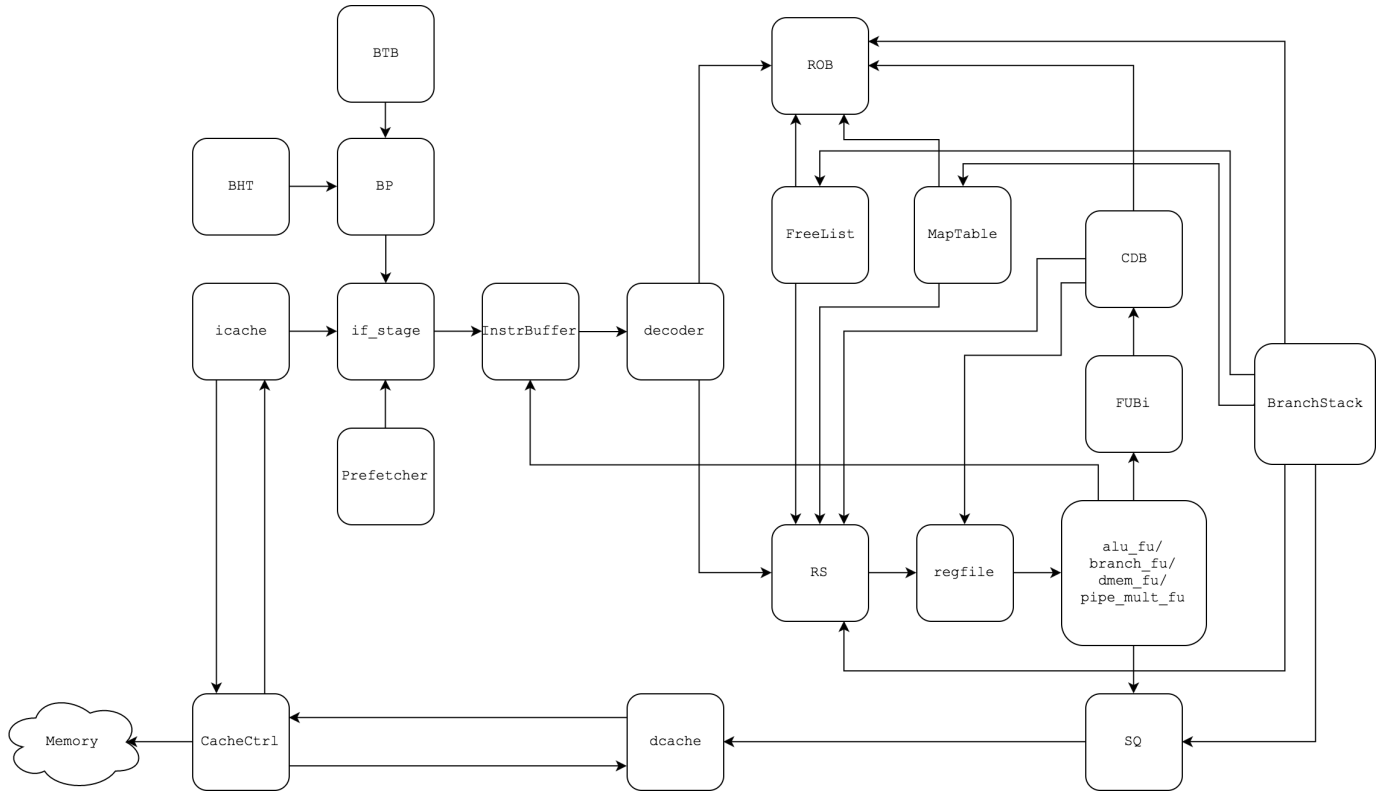 BTB
ROB
BHT
BP
FreeList
MapTable
CDB
icache
if_stage
InstrBuffer
decoder
FUBi
BranchStack
Prefetcher
RS
regfile
alu_fu/
branch_fu/
dmem_fu/
pipe_mult_fu
Memory
CacheCtrl
dcache
SQ